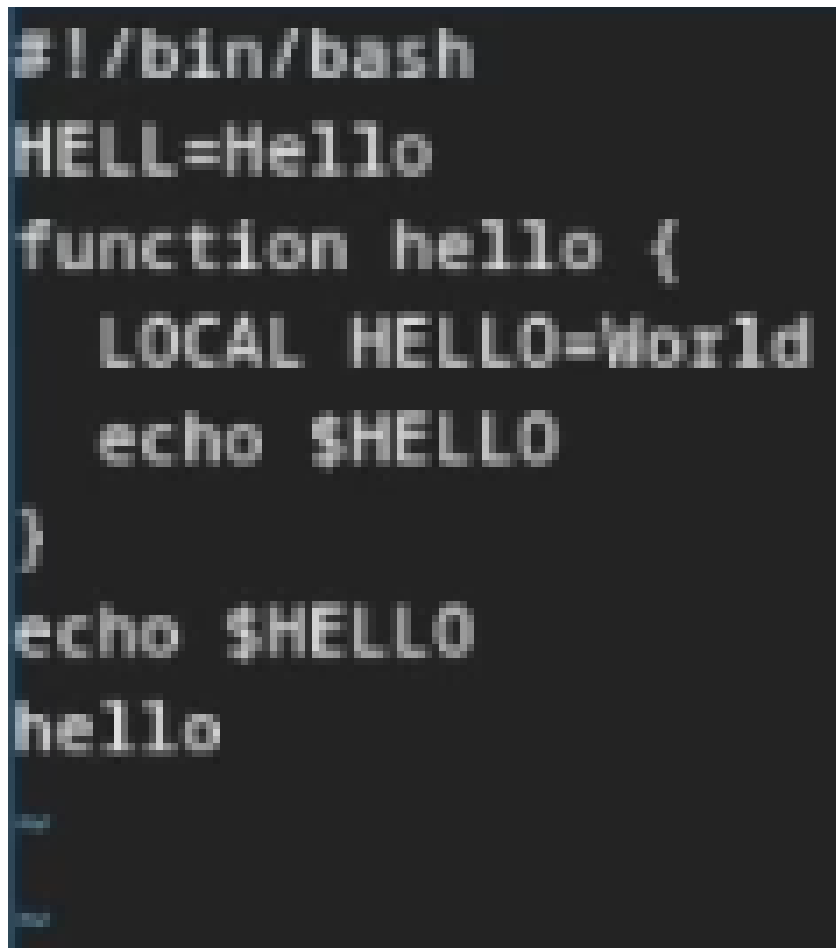 #!/bin/bash
HELL=Hello
function hello {
  LOCAL HELLO=World
  echo $HELLO
}
echo $HELLO
hello
~
~